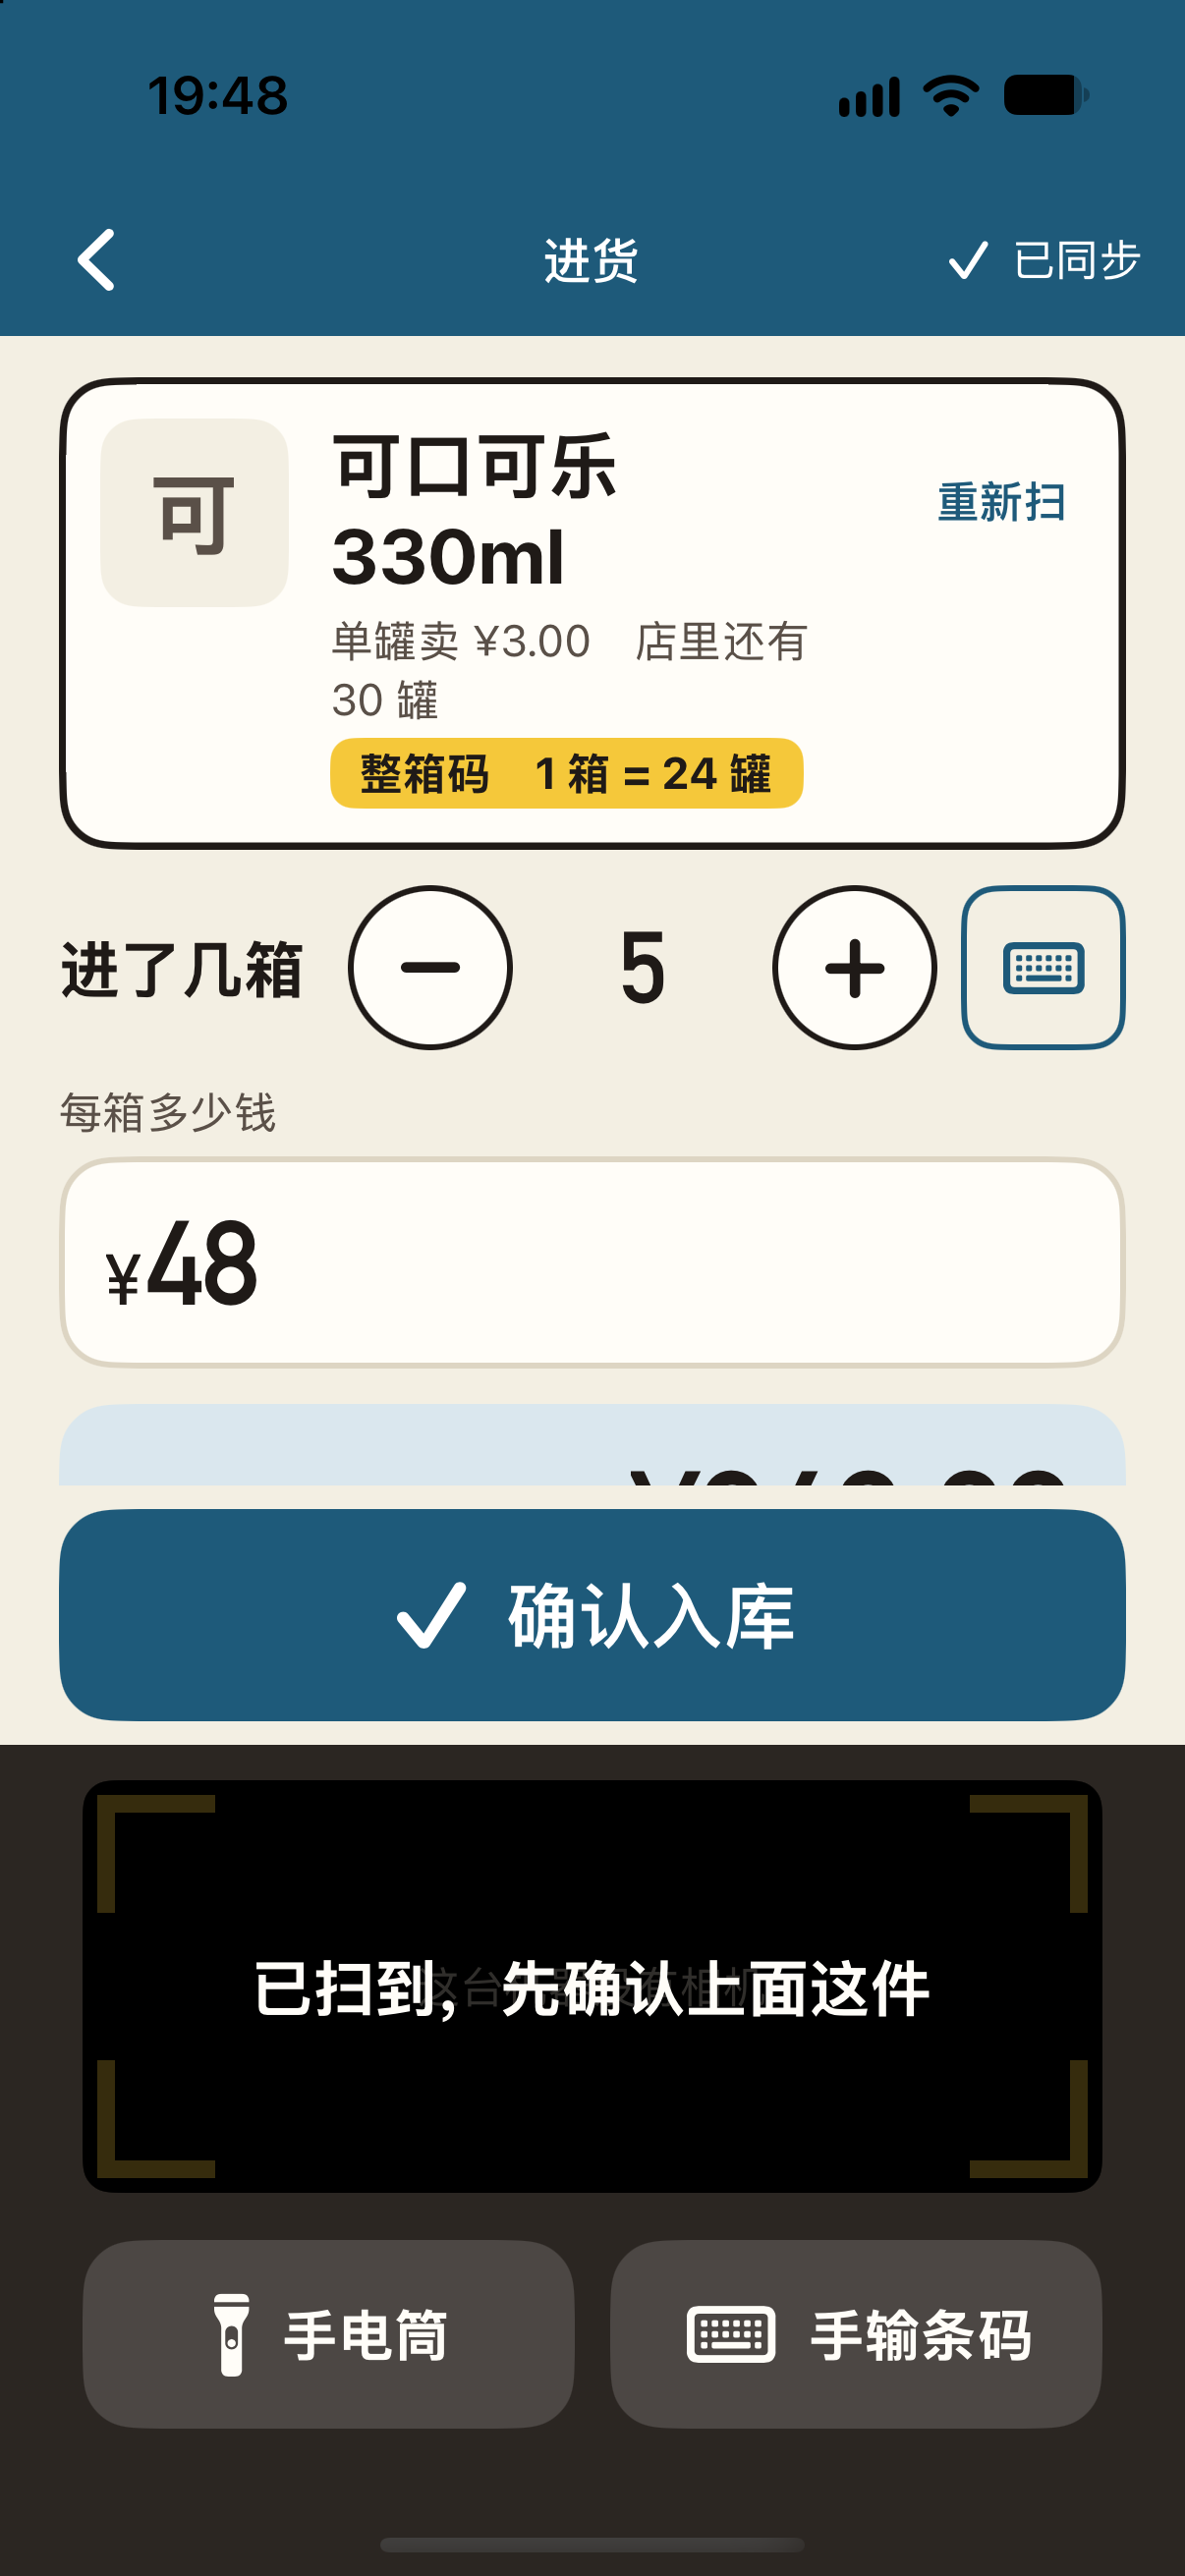 19:48
进货
已同步
可
可口可乐
330ml
重新扫
单罐卖 ¥3.00 店里还有
30 罐
整箱码 1 箱 = 24 罐
进了几箱
5
每箱多少钱
¥48
确认入库
已扫到，先确认上面这件
手电筒
手输条码